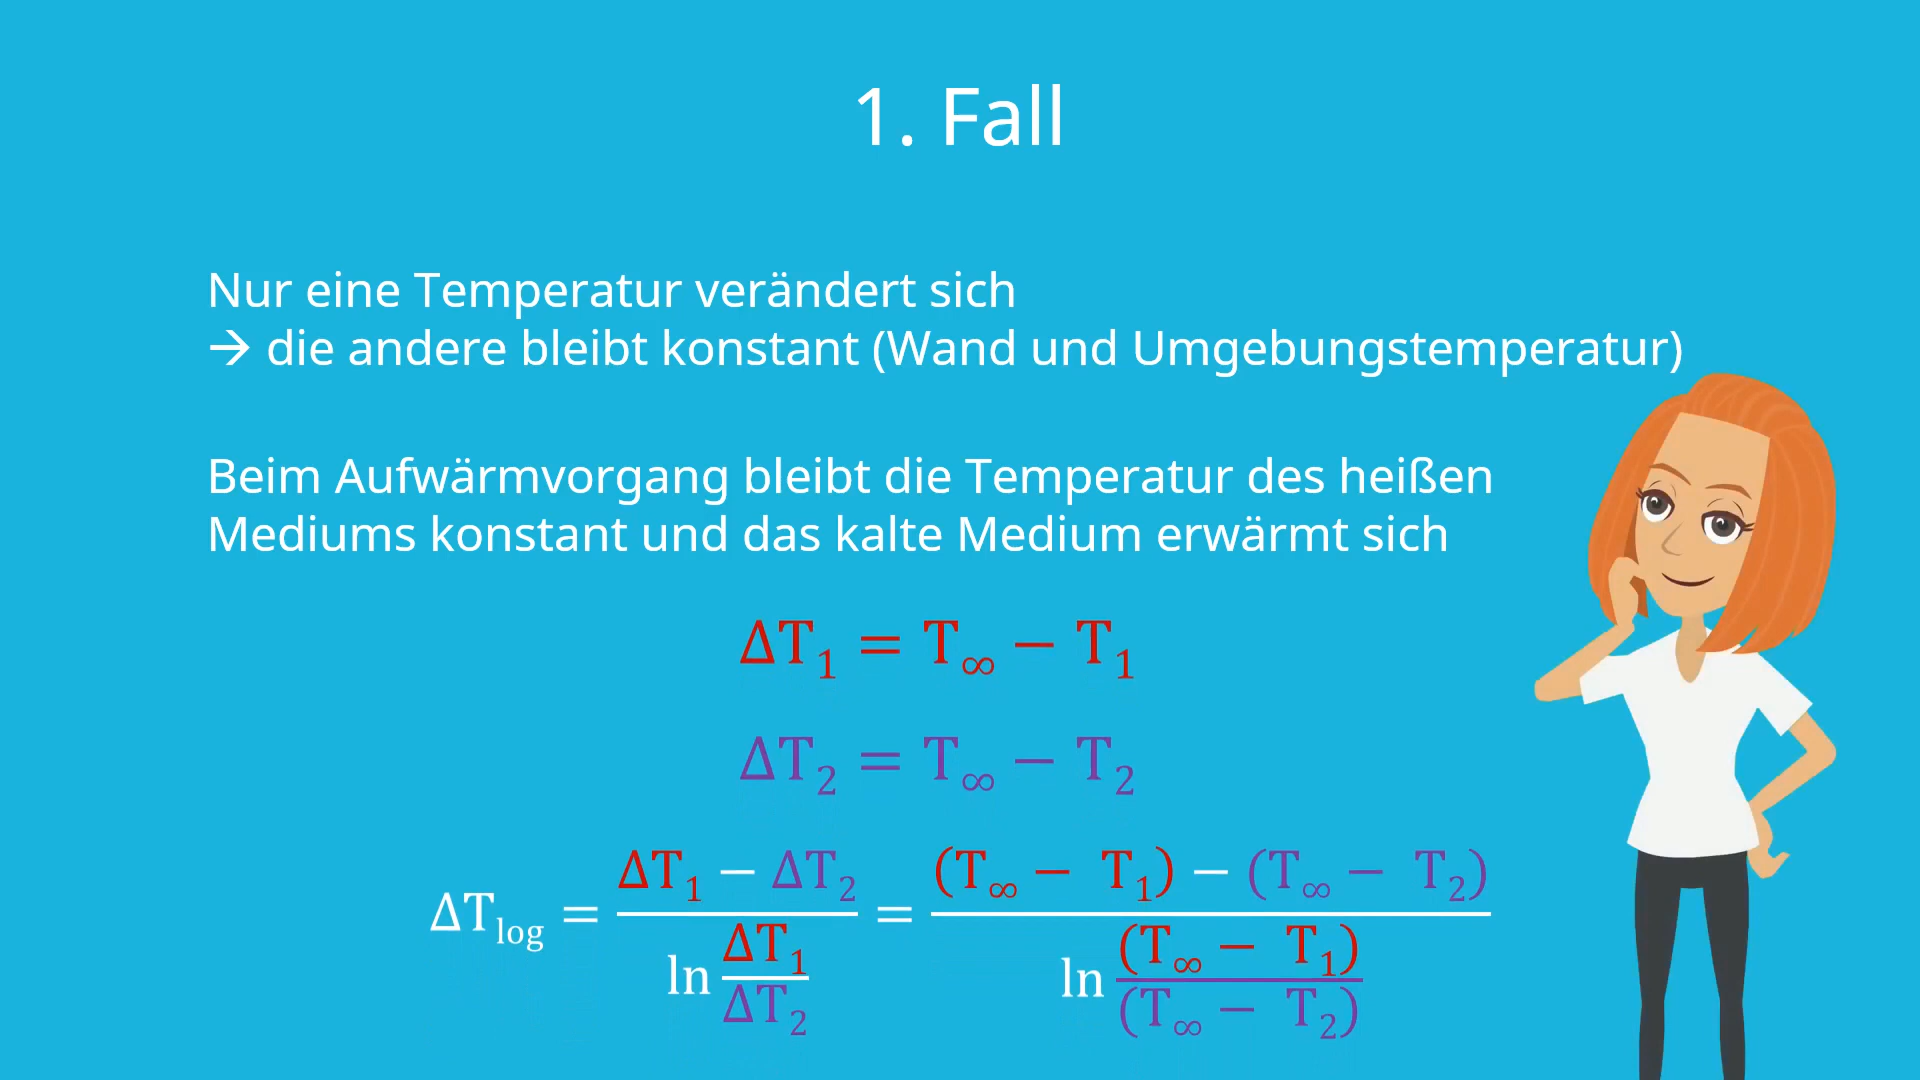 1. Fall
Nur eine Temperatur verändert sich
→ die andere bleibt konstant (Wand und Umgebungstemperatur)
Beim Aufwärmvorgang bleibt die Temperatur des heißen
Mediums konstant und das kalte Medium erwärmt sich
ΔT₁ = T∞ − T₁
ΔT₂ = T∞ − T₂
ΔT_log = (ΔT₁ − ΔT₂) / (ln ΔT₁/ΔT₂) = ((T∞ − T₁) − (T∞ − T₂)) / (ln (T∞ − T₁)/(T∞ − T₂))